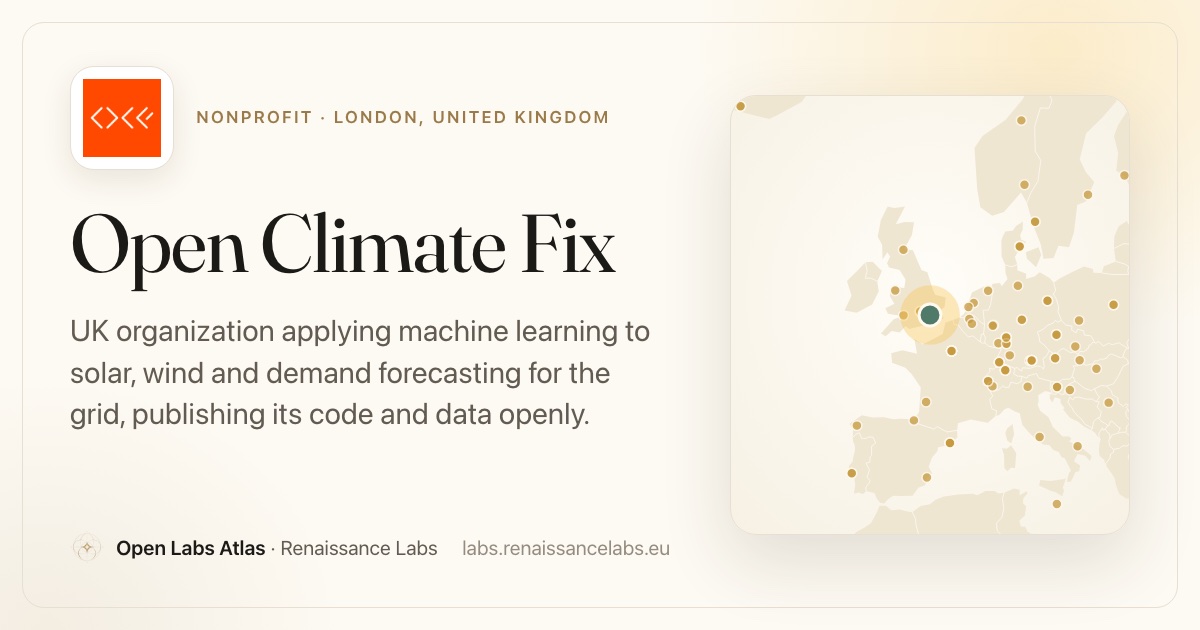 NONPROFIT · LONDON, UNITED KINGDOM
Open Climate Fix
UK organization applying machine learning to
solar, wind and demand forecasting for the
grid, publishing its code and data openly.
Open Labs Atlas · Renaissance Labs labs.renaissancelabs.eu